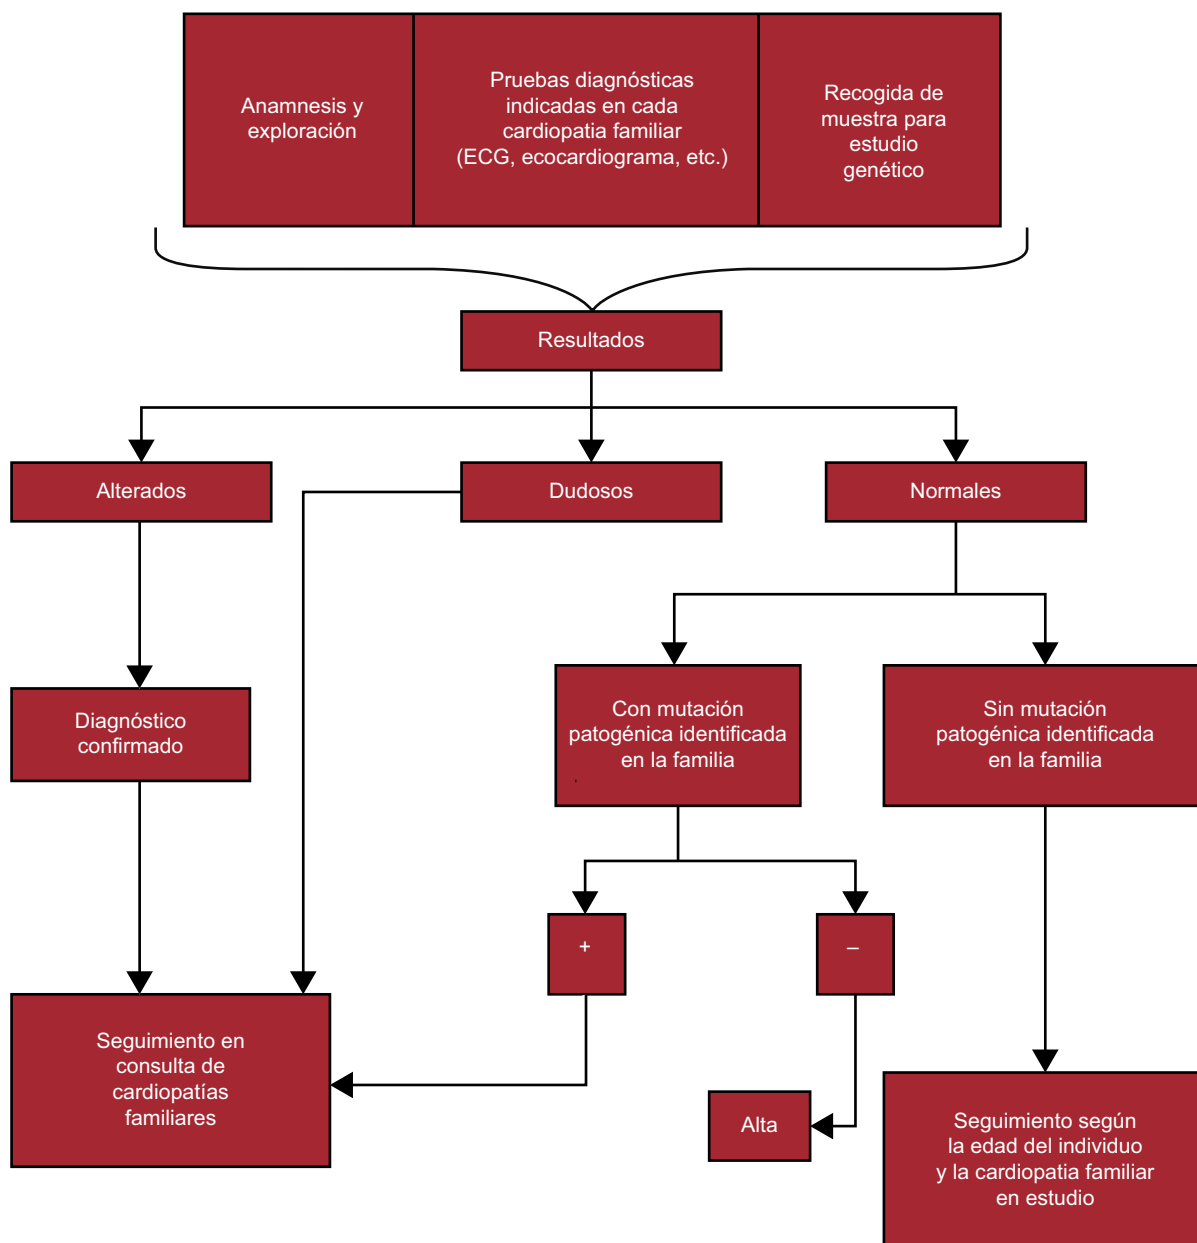 Anamnesis y
exploración
Pruebas diagnósticas
indicadas en cada
cardiopatia familiar
(ECG, ecocardiograma, etc.)
Recogida de
muestra para
estudio
genético
Resultados
Alterados
Dudosos
Normales
Diagnóstico
confirmado
Con mutación
patogénica identificada
en la familia
Sin mutación
patogénica identificada
en la familia
+
–
Seguimiento en
consulta de
cardiopatías
familiares
Alta
Seguimiento según
la edad del individuo
y la cardiopatia familiar
en estudio